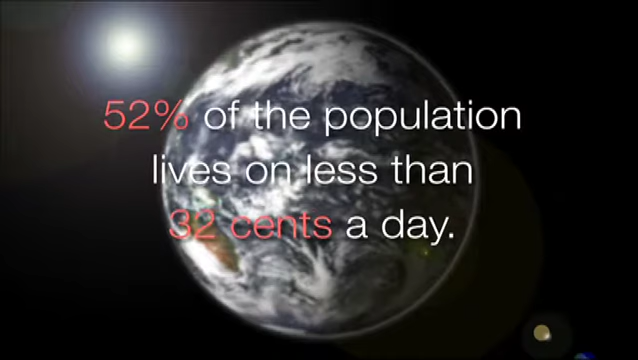 52% of the population
lives on less than
32 cents a day.